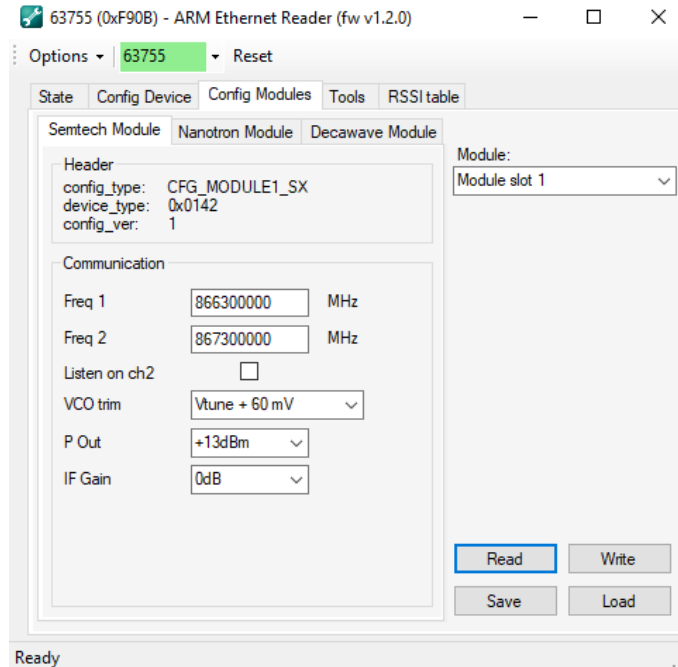 63755 (0xF90B) - ARM Ethernet Reader (fw v1.2.0)
Options 63755 Reset
State Config Device Config Modules Tools RSSI table
Semtech Module Nanotron Module Decawave Module
Module:
Module slot 1
Header
config_type: CFG_MODULE1_SX
device_type: 0x0142
config_ver: 1
Communication
Freq 1 866300000 MHz
Freq 2 867300000 MHz
Listen on ch2
VCO trim Vtune + 60 mV
P Out +13dBm
IF Gain 0dB
Read Write
Save Load
Ready